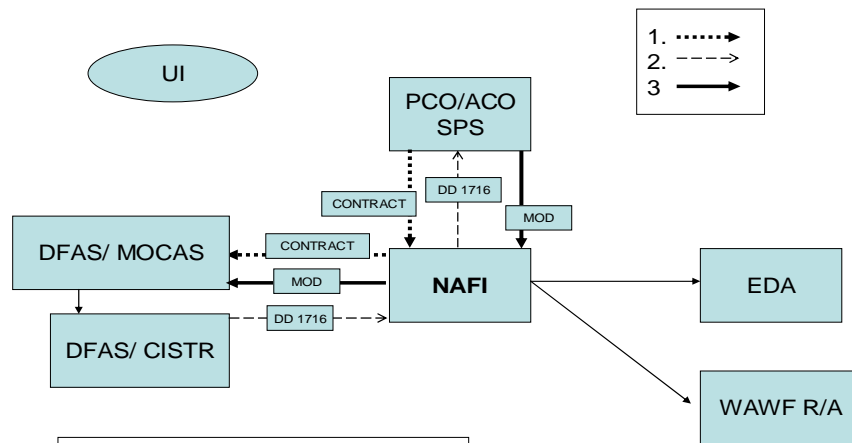 UI
1.
2.
3
PCO/ACO
SPS
CONTRACT
DD 1716
MOD
DFAS/ MOCAS
CONTRACT
MOD
NAFI
EDA
DFAS/ CISTR
DD 1716
WAWF R/A